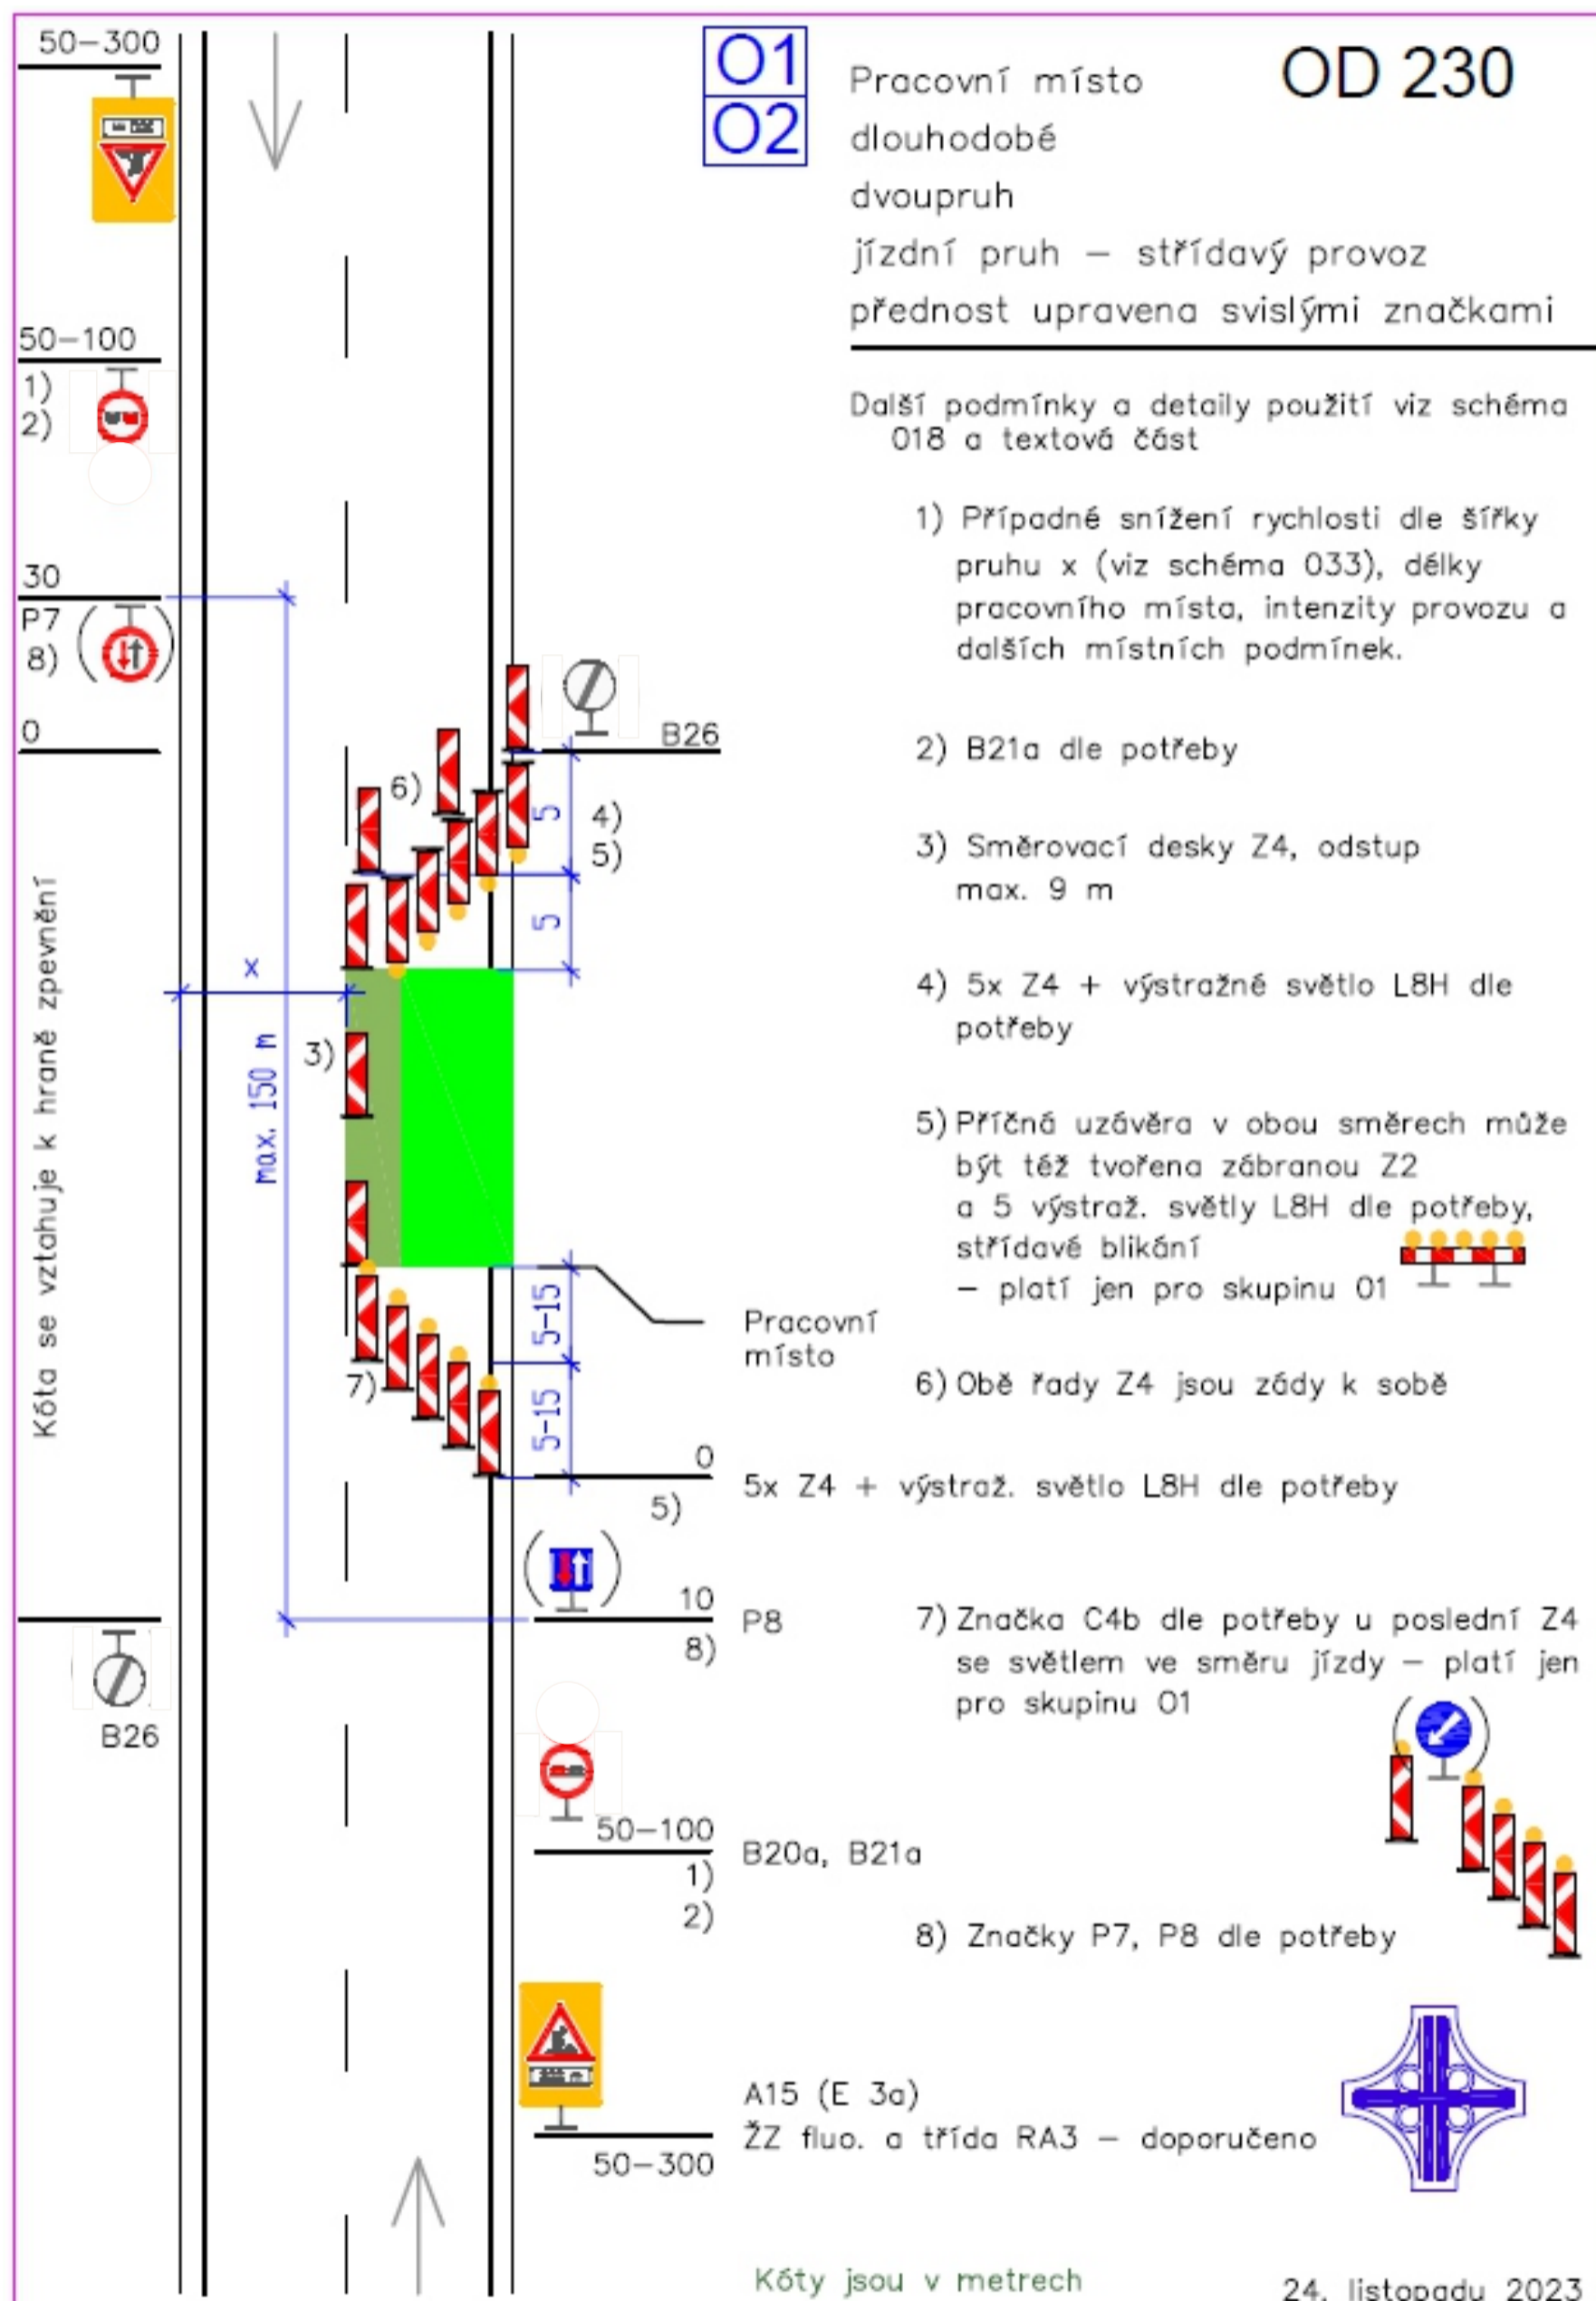 50-300
O1
O2
OD 230
Pracovní místo
dlouhodobé
dvoupruh
jízdní pruh – střídavý provoz
přednost upravena svislými značkami
50-100
1)
2)
Další podmínky a detaily použití viz schéma
O18 a textová část
1) Případné snížení rychlosti dle šířky
pruhu x (viz schéma O33), délky
pracovního místa, intenzity provozu a
dalších místních podmínek.
30
P7
8)
0
B26
2) B21a dle potřeby
6)
5
4)
5)
3) Směrovací desky Z4, odstup
max. 9 m
5
x
Kóta se vztahuje k hraně zpevnění
max. 150 m
3)
4) 5x Z4 + výstražné světlo L8H dle
potřeby
5) Příčná uzávěra v obou směrech může
být též tvořena zábranou Z2
a 5 výstraž. světly L8H dle potřeby,
střídavé blikání
– platí jen pro skupinu O1
5-15
Pracovní
místo
7)
5-15
6) Obě řady Z4 jsou zády k sobě
0
5)
5x Z4 + výstraž. světlo L8H dle potřeby
10
P8
8)
7) Značka C4b dle potřeby u poslední Z4
se světlem ve směru jízdy – platí jen
pro skupinu O1
B26
50-100
B20a, B21a
1)
2)
8) Značky P7, P8 dle potřeby
A15 (E 3a)
ŽZ fluo. a třída RA3 – doporučeno
50-300
Kóty jsou v metrech
24. listopadu 2023